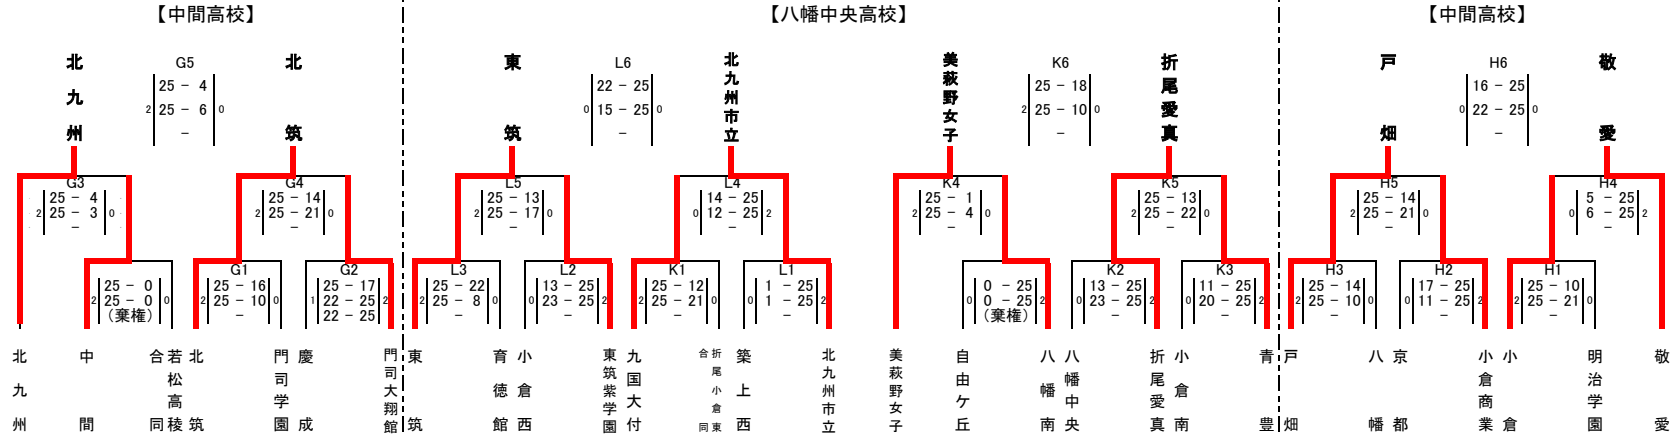 【中間高校】 【八幡中央高校】 【中間高校】
北九州 G5 北筑 東筑 L6 北九州市立 美萩野女子 K6 折尾愛真 戸畑 H6 敬愛
25 - 4 22 - 25 25 - 18 16 - 25
2 25 - 6 0 0 15 - 25 0 2 25 - 10 0 0 22 - 25 0
- - - -
G3 G4 L5 L4 K4 K5 H5 H4
25 - 4 25 - 14 25 - 13 14 - 25 25 - 1 25 - 13 25 - 14 5 - 25
2 25 - 3 0 2 25 - 21 0 2 25 - 17 0 0 12 - 25 2 2 25 - 4 0 2 25 - 22 0 2 25 - 21 0 0 6 - 25 2
- - - - - - - -
G1 G2 L3 L2 K1 L1 K2 K3 H3 H2 H1
25 - 0 25 - 16 25 - 17 25 - 22 13 - 25 25 - 12 1 - 25 0 - 25 13 - 25 11 - 25 25 - 14 17 - 25 25 - 10
2 25 - 0 0 2 25 - 10 0 1 22 - 25 2 2 25 - 8 0 0 23 - 25 2 2 25 - 21 0 0 1 - 25 2 0 0 - 25 2 0 23 - 25 2 0 20 - 25 2 2 25 - 10 0 0 11 - 25 2 2 25 - 21 0
（棄権） - 22 - 25 - - - - （棄権） - - - - -
北九州
中間
合同 若松高稜
北筑
門司学園
慶成
門司大翔館
東筑
育徳館
小倉西
東筑紫学園
九国大付
合同 折尾小倉東
築上西
北九州市立
美萩野女子
自由ケ丘
八幡南
八幡中央
折尾愛真
小倉南
青豊
戸畑
八幡
京都
小倉商業
小倉
明治学園
敬愛